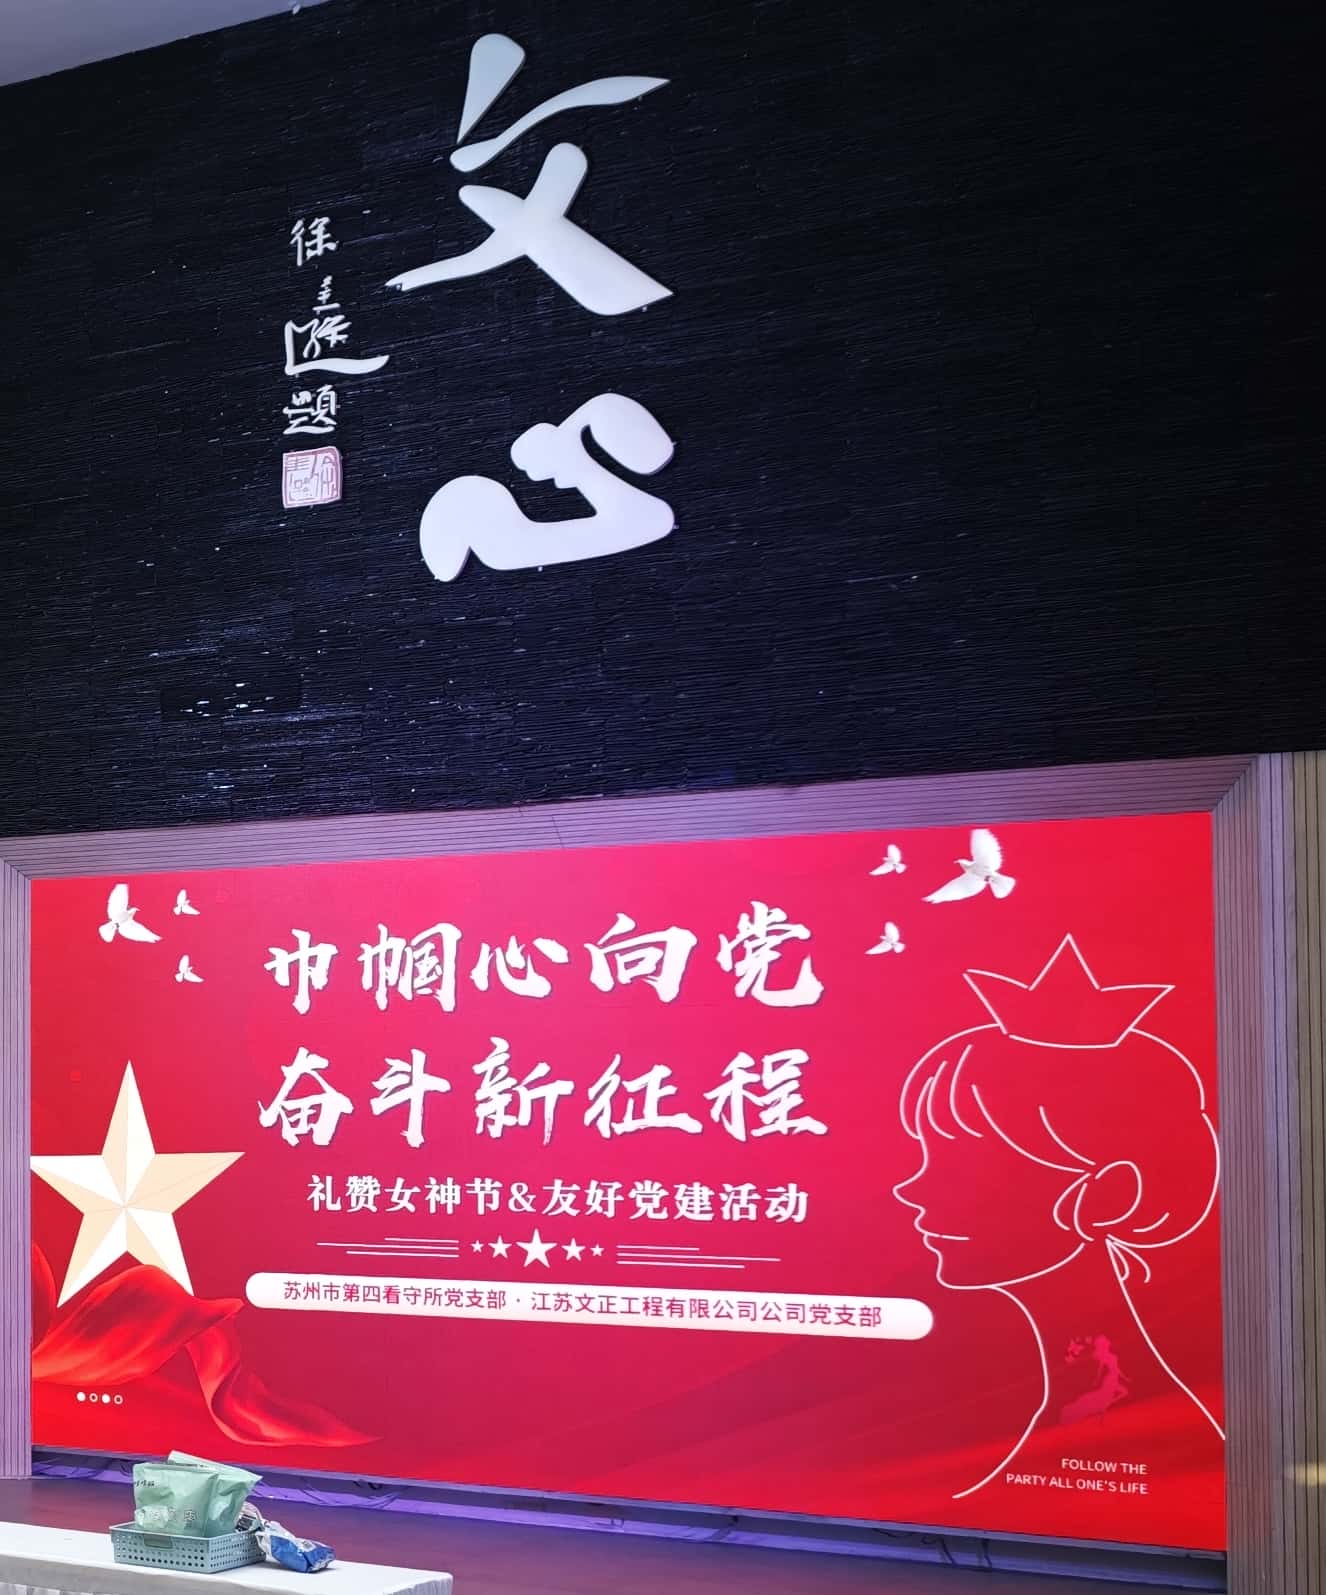 文心
徐圭逊题
巾帼心向党
奋斗新征程
礼赞女神节&友好党建活动
苏州市第四看守所党支部·江苏文正工程有限公司公司党支部
FOLLOW THE
PARTY ALL ONE'S LIFE